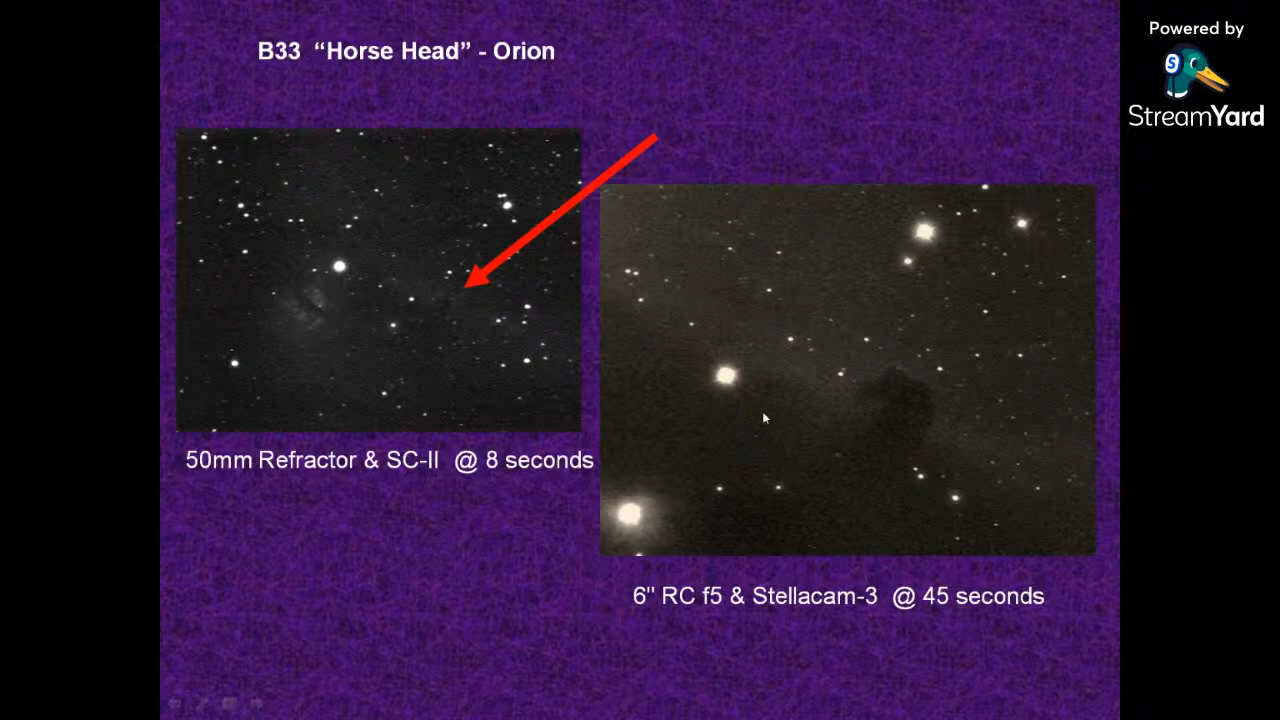 B33 “Horse Head” - Orion
Powered by
S
StreamYard
50mm Refractor & SC-II @ 8 seconds
6" RC f5 & Stellacam-3 @ 45 seconds